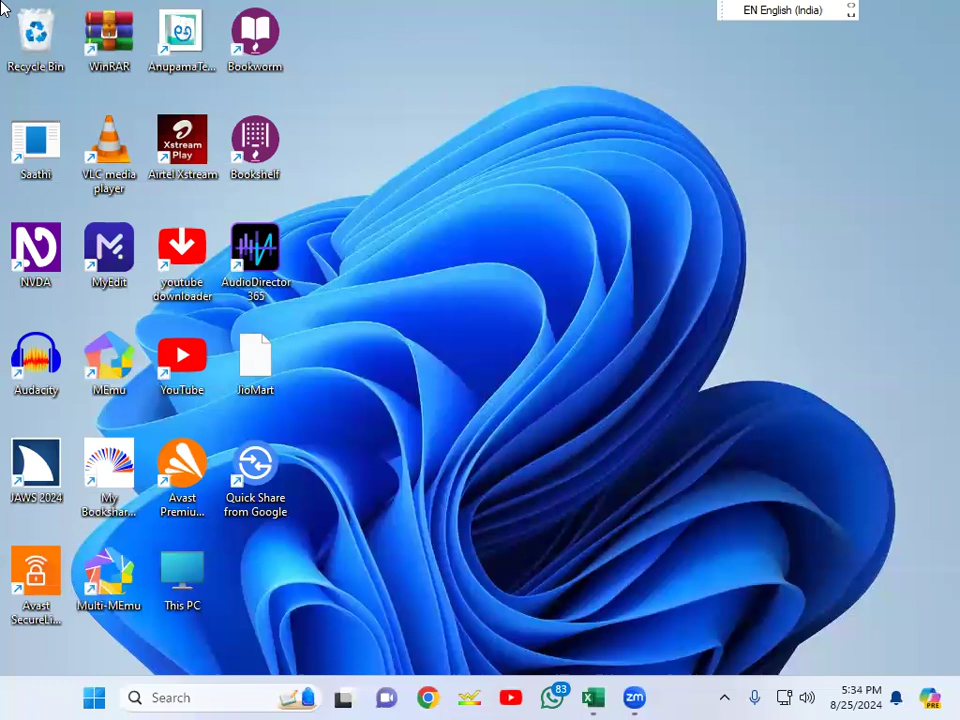 EN English (India)
Recycle Bin
WinRAR
AnupamaTe...
Bookworm
Saathi
VLC media
player
Xstream
Play
Airtel Xstream
Bookshelf
NVDA
MyEdit
youtube
downloader
AudioDirector
365
Audacity
MEmu
YouTube
JioMart
JAWS 2024
My
Bookshar...
Avast
Premiu...
Quick Share
from Google
Avast
SecureLi...
Multi-MEmu
This PC
Search
83
zm
5:34 PM
8/25/2024
PRE